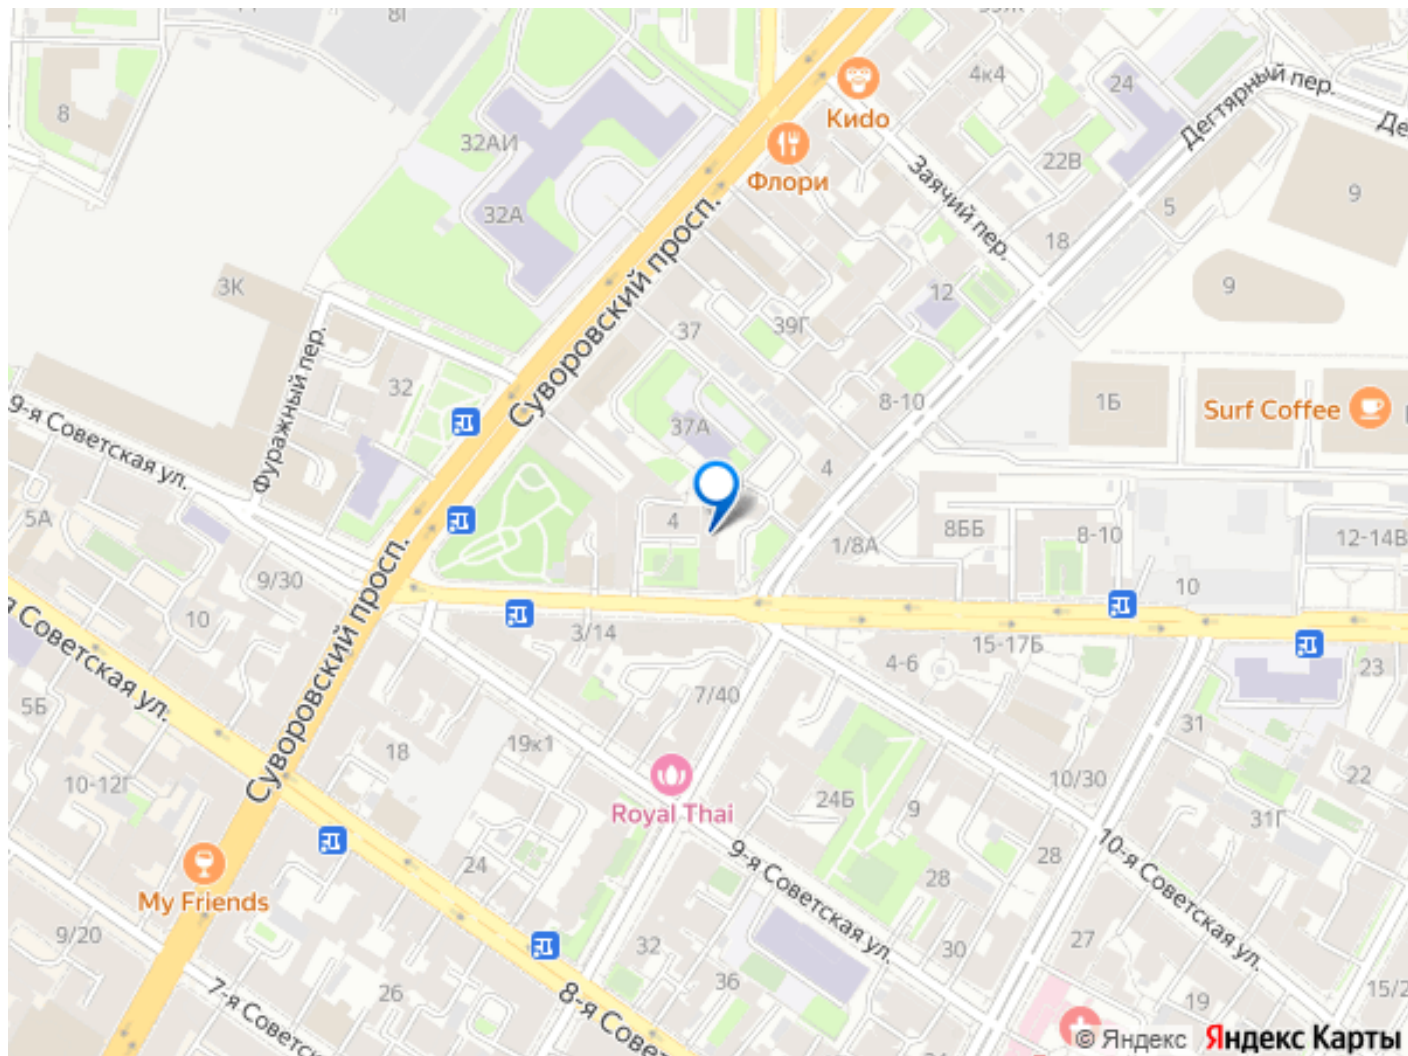 8Г
33Ж
4к4
24
Дегтярный пер.
Кидо
8
32АИ
Флори
22В
Заячий пер.
9
5
32А
Суворовский просп.
18
3К
12
9
37
39Г
Фуражный пер.
32
8-10
1Б
Surf Coffee
9-я Советская ул.
37А
4
5А
4
1/8А
8ББ
8-10
12-14В
Суворовский просп.
9/30
10
10
3/14
15-17Б
4-6
23
я Советская ул.
7/40
5Б
31
18
19к1
10-12Г
10/30
22
Royal Thai
24Б
9
31Г
24
9-я Советская ул.
28
10-я Советская ул.
My Friends
28
9/20
32
30
27
36
26
7-я Советс
8-я Сове
19
15/2
© Яндекс
Яндекс Карты